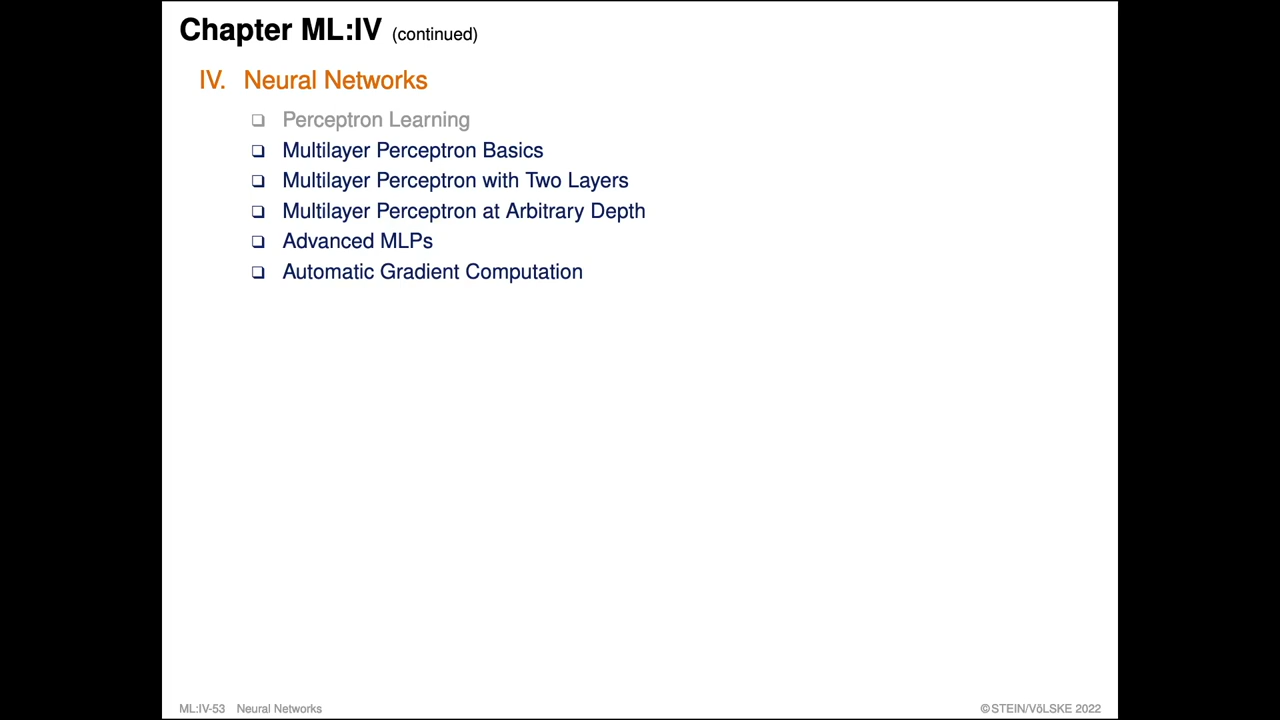 Chapter ML:IV (continued)
IV. Neural Networks
❑ Perceptron Learning
❑ Multilayer Perceptron Basics
❑ Multilayer Perceptron with Two Layers
❑ Multilayer Perceptron at Arbitrary Depth
❑ Advanced MLPs
❑ Automatic Gradient Computation
ML:IV-53 Neural Networks
©STEIN/VöLSKE 2022